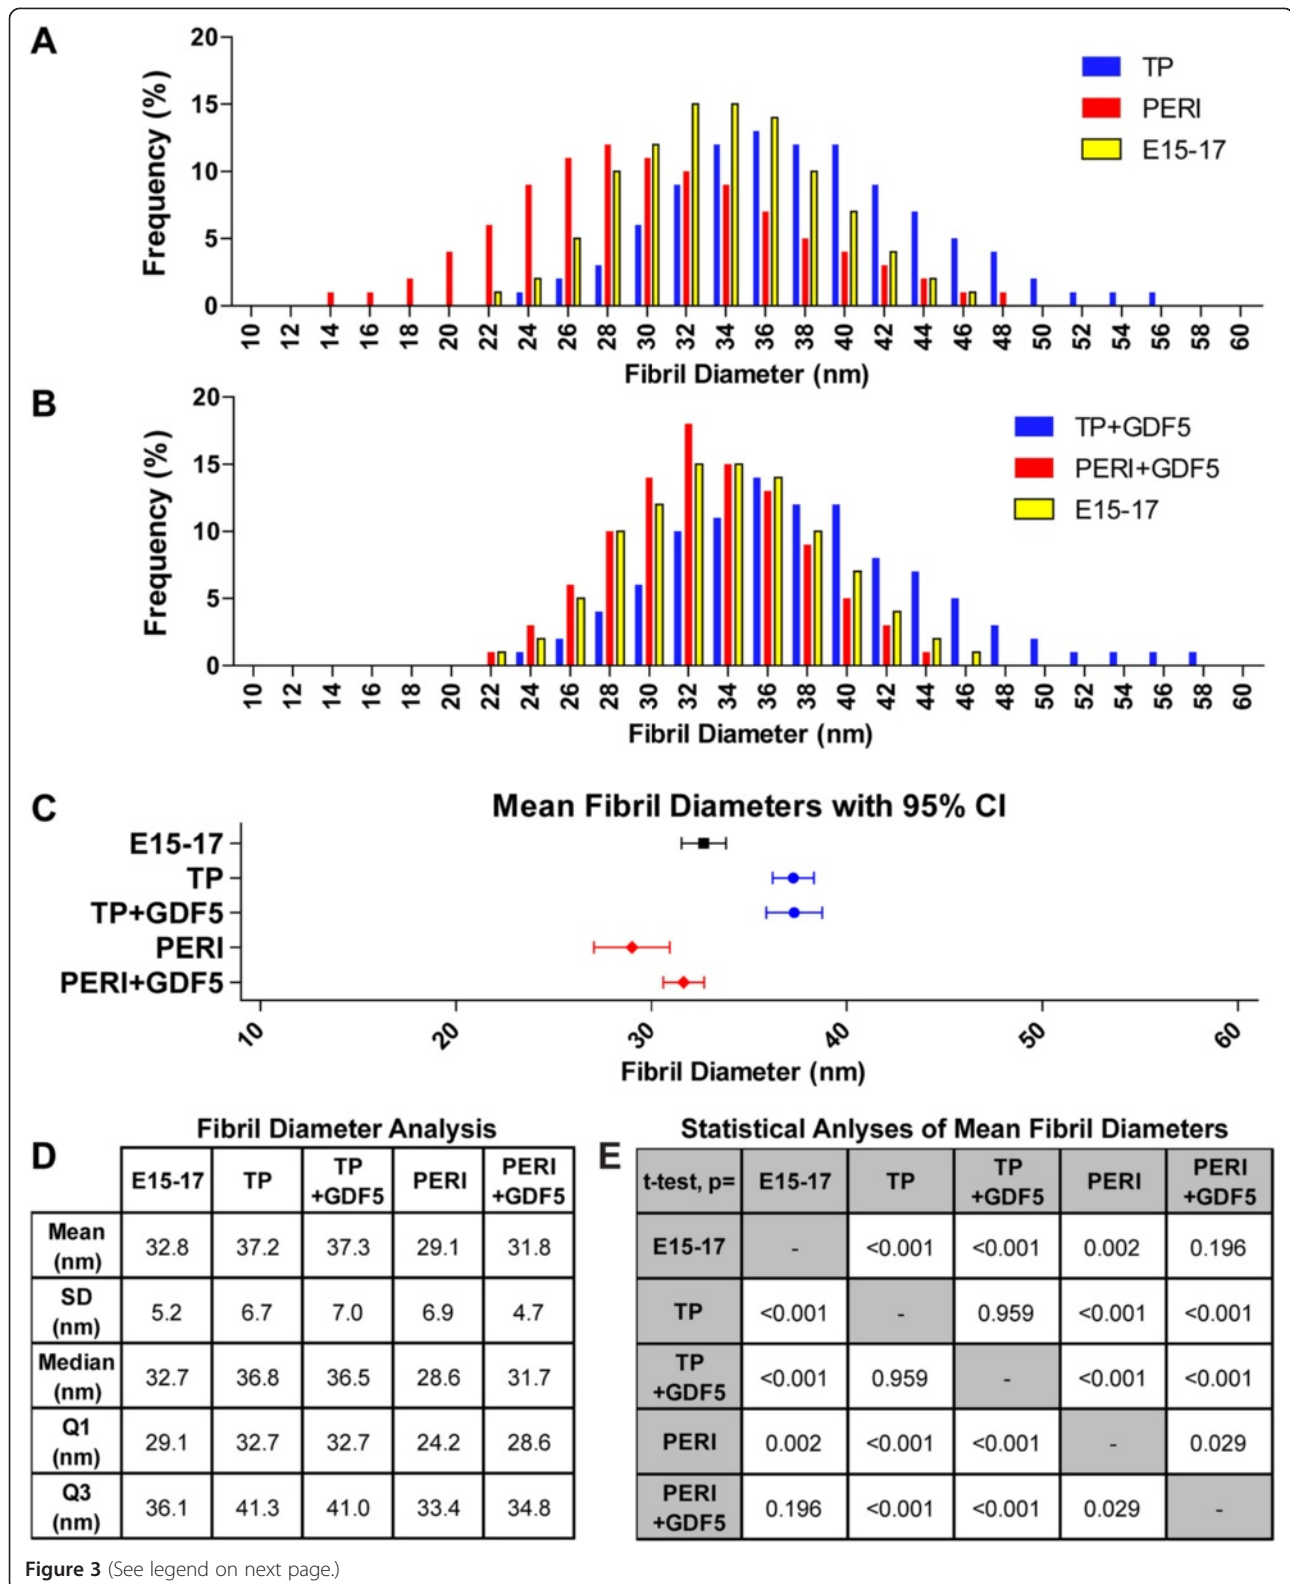 A
20
15
10
5
0
Frequency (%)
TP
PERI
E15-17
10 12 14 16 18 20 22 24 26 28 30 32 34 36 38 40 42 44 46 48 50 52 54 56 58 60
Fibril Diameter (nm)
B
20
15
10
5
0
Frequency (%)
TP+GDF5
PERI+GDF5
E15-17
10 12 14 16 18 20 22 24 26 28 30 32 34 36 38 40 42 44 46 48 50 52 54 56 58 60
Fibril Diameter (nm)
C
Mean Fibril Diameters with 95% CI
E15-17
TP
TP+GDF5
PERI
PERI+GDF5
10 20 30 40 50 60
Fibril Diameter (nm)
D
Fibril Diameter Analysis
E15-17 TP TP +GDF5 PERI PERI +GDF5
Mean (nm) 32.8 37.2 37.3 29.1 31.8
SD (nm) 5.2 6.7 7.0 6.9 4.7
Median (nm) 32.7 36.8 36.5 28.6 31.7
Q1 (nm) 29.1 32.7 32.7 24.2 28.6
Q3 (nm) 36.1 41.3 41.0 33.4 34.8
E
Statistical Anlyses of Mean Fibril Diameters
t-test, p= E15-17 TP TP +GDF5 PERI PERI +GDF5
E15-17 - <0.001 <0.001 0.002 0.196
TP <0.001 - 0.959 <0.001 <0.001
TP +GDF5 <0.001 0.959 - <0.001 <0.001
PERI 0.002 <0.001 <0.001 - 0.029
PERI +GDF5 0.196 <0.001 <0.001 0.029 -
Figure 3 (See legend on next page.)